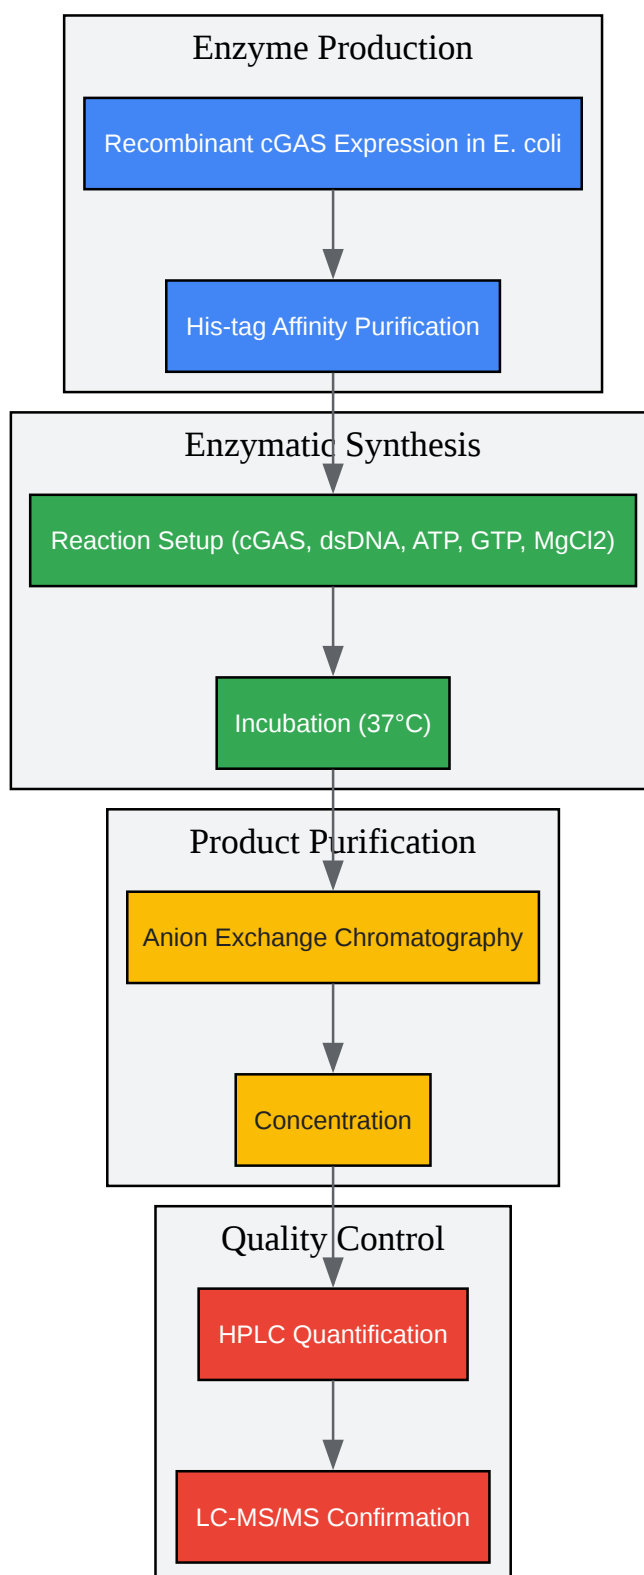 Enzyme Production
Recombinant cGAS Expression in E. coli
His-tag Affinity Purification
Enzymatic Synthesis
Reaction Setup (cGAS, dsDNA, ATP, GTP, MgCl2)
Incubation (37°C)
Product Purification
Anion Exchange Chromatography
Concentration
Quality Control
HPLC Quantification
LC-MS/MS Confirmation